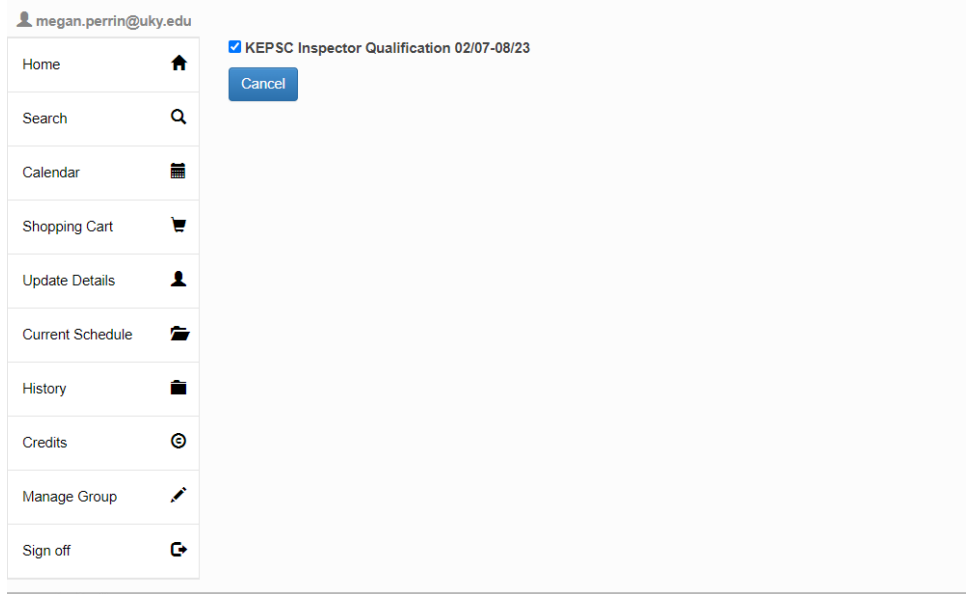 megan.perrin@uky.edu
KEPSC Inspector Qualification 02/07-08/23
Cancel
Home
Search
Calendar
Shopping Cart
Update Details
Current Schedule
History
Credits
Manage Group
Sign off